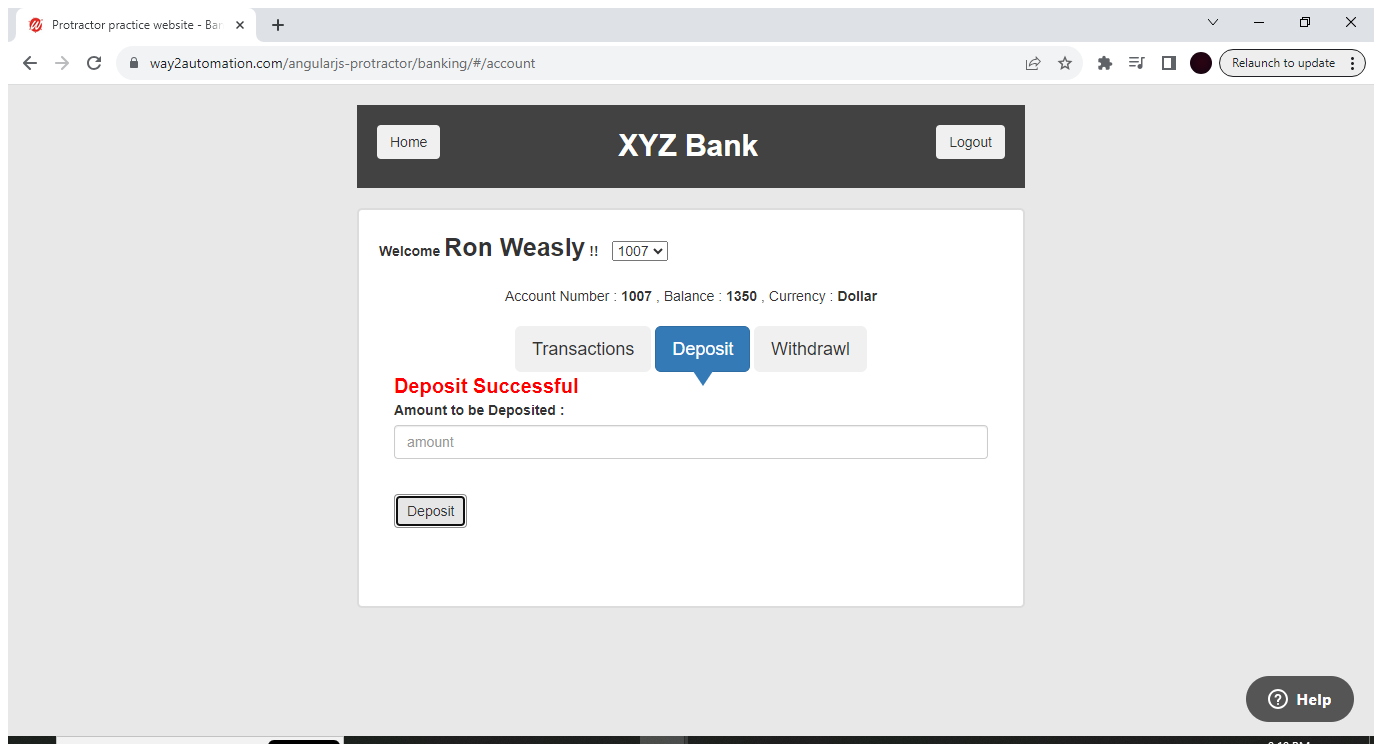 Protractor practice website - Ban
way2automation.com/angularjs-protractor/banking/#/account
Relaunch to update
Home
XYZ Bank
Logout
Welcome Ron Weasly !! 1007
Account Number : 1007 , Balance : 1350 , Currency : Dollar
Transactions
Deposit
Withdrawl
Deposit Successful
Amount to be Deposited :
amount
Deposit
Help